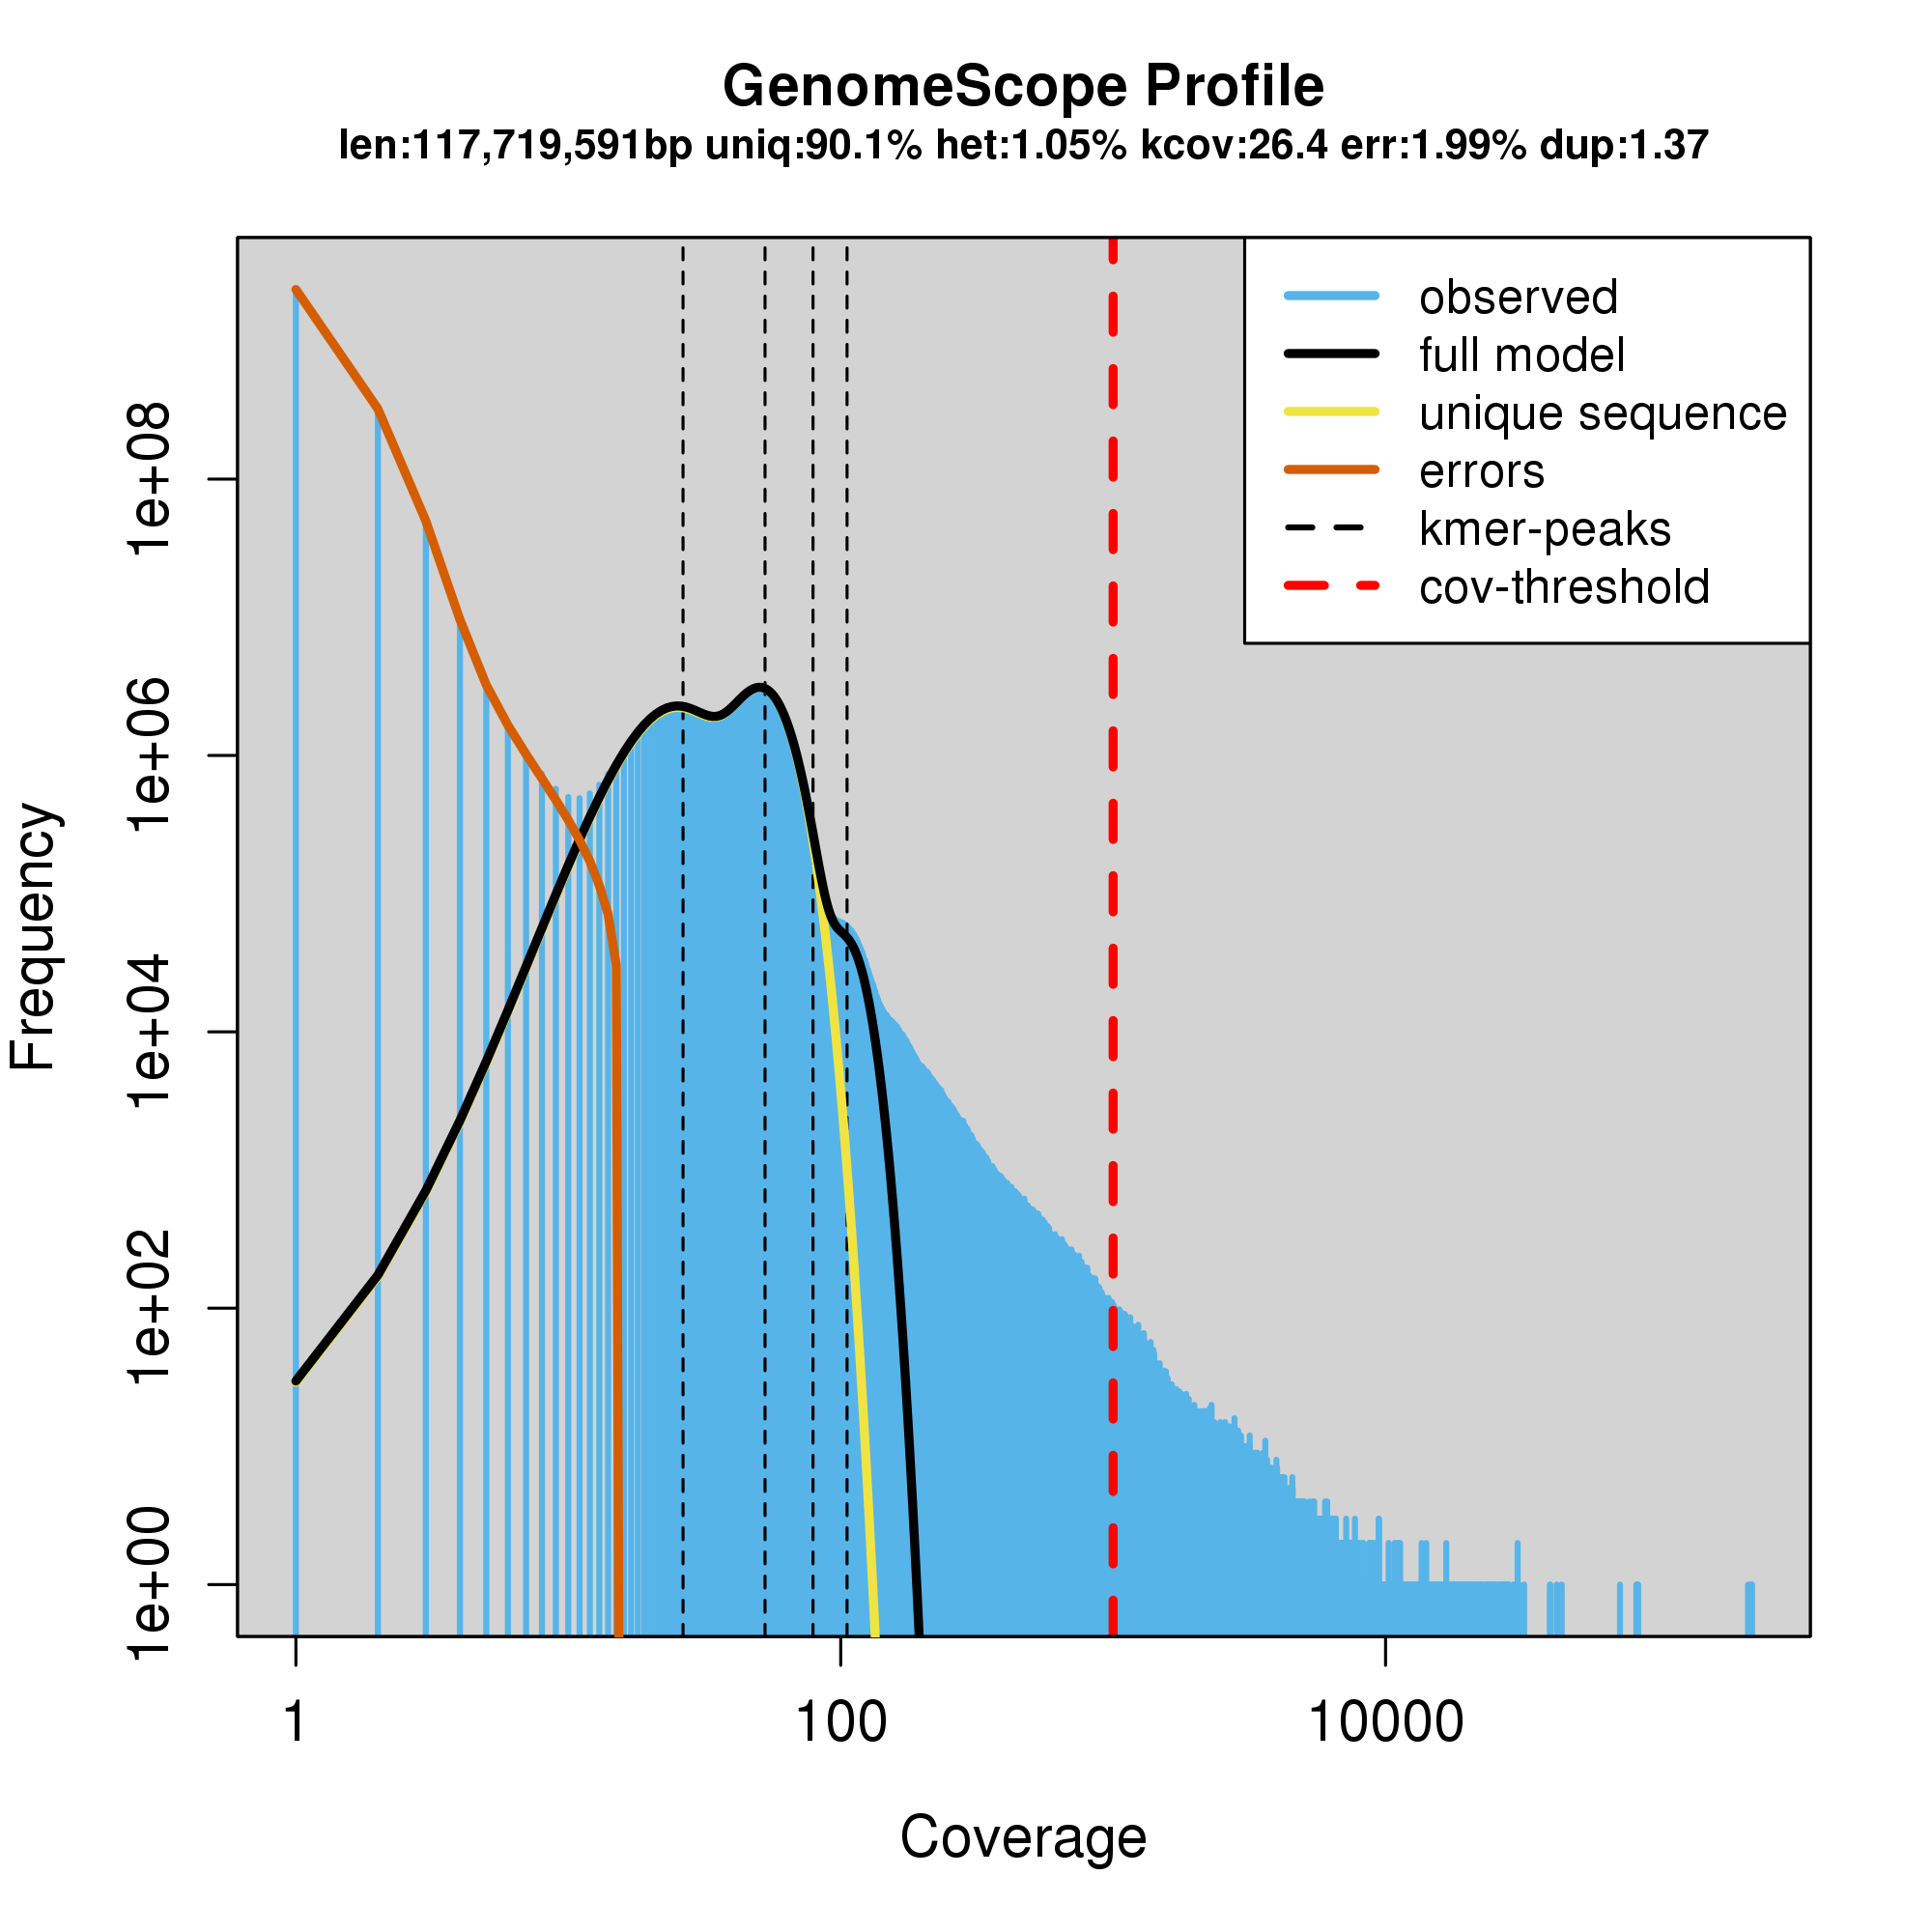 GenomeScope Profile
len:117,719,591bp uniq:90.1% het:1.05% kcov:26.4 err:1.99% dup:1.37
observed
full model
unique sequence
errors
kmer-peaks
cov-threshold
Frequency
1e+08
1e+06
1e+04
1e+02
1e+00
1
100
10000
Coverage